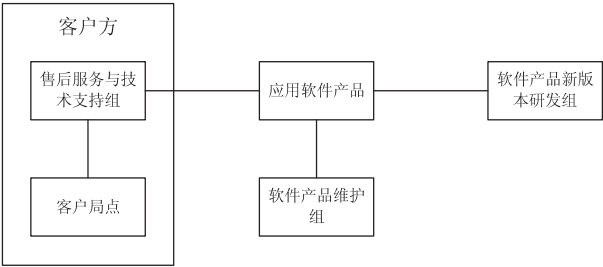 客户方
售后服务与技
术支持组
应用软件产品
软件产品新版
本研发组
客户局点
软件产品维护
组